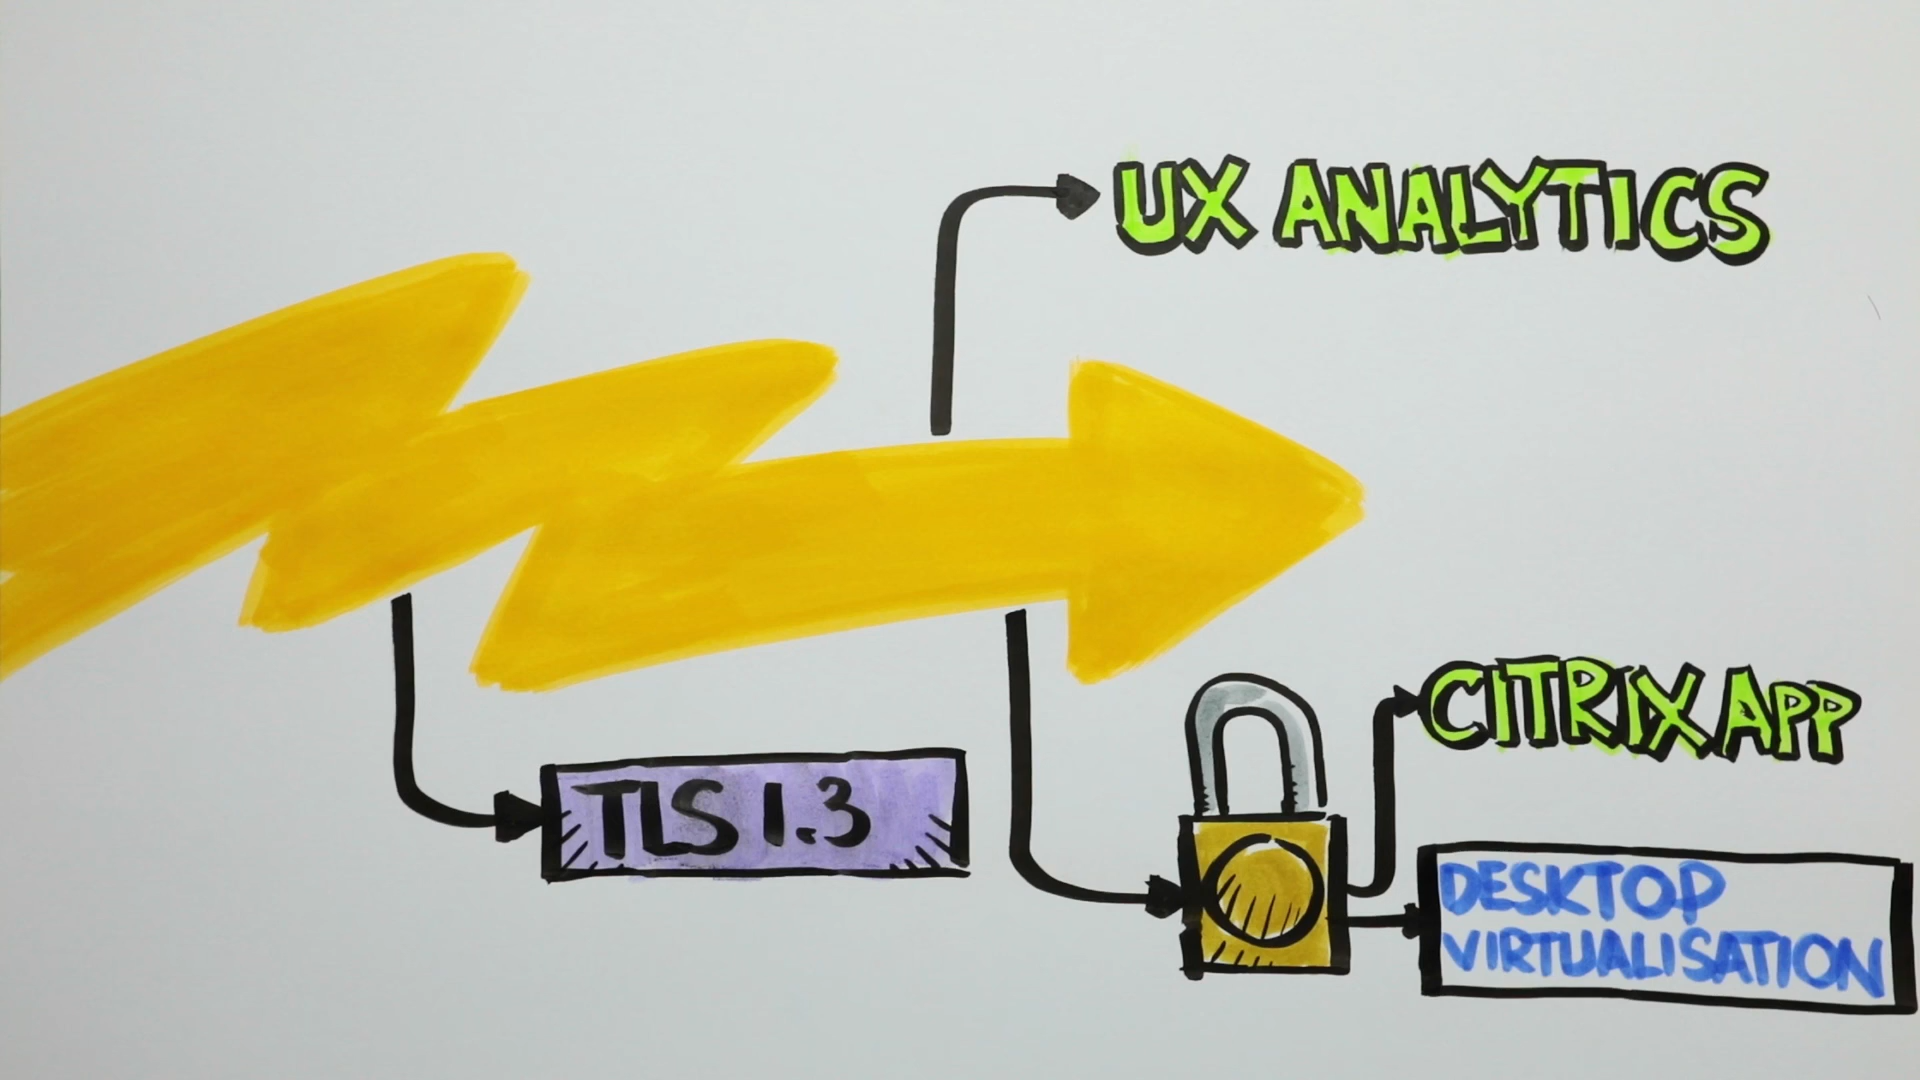 UX ANALYTICS
CITRIX APP
TLS 1.3
DESKTOP
VIRTUALISATION